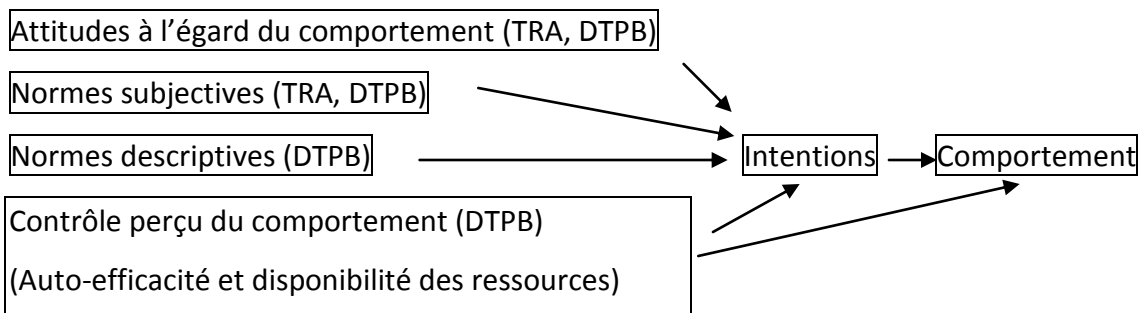 Attitudes à l’égard du comportement (TRA, DTPB)
Normes subjectives (TRA, DTPB)
Normes descriptives (DTPB)
Intentions
Comportement
Contrôle perçu du comportement (DTPB)
(Auto-efficacité et disponibilité des ressources)